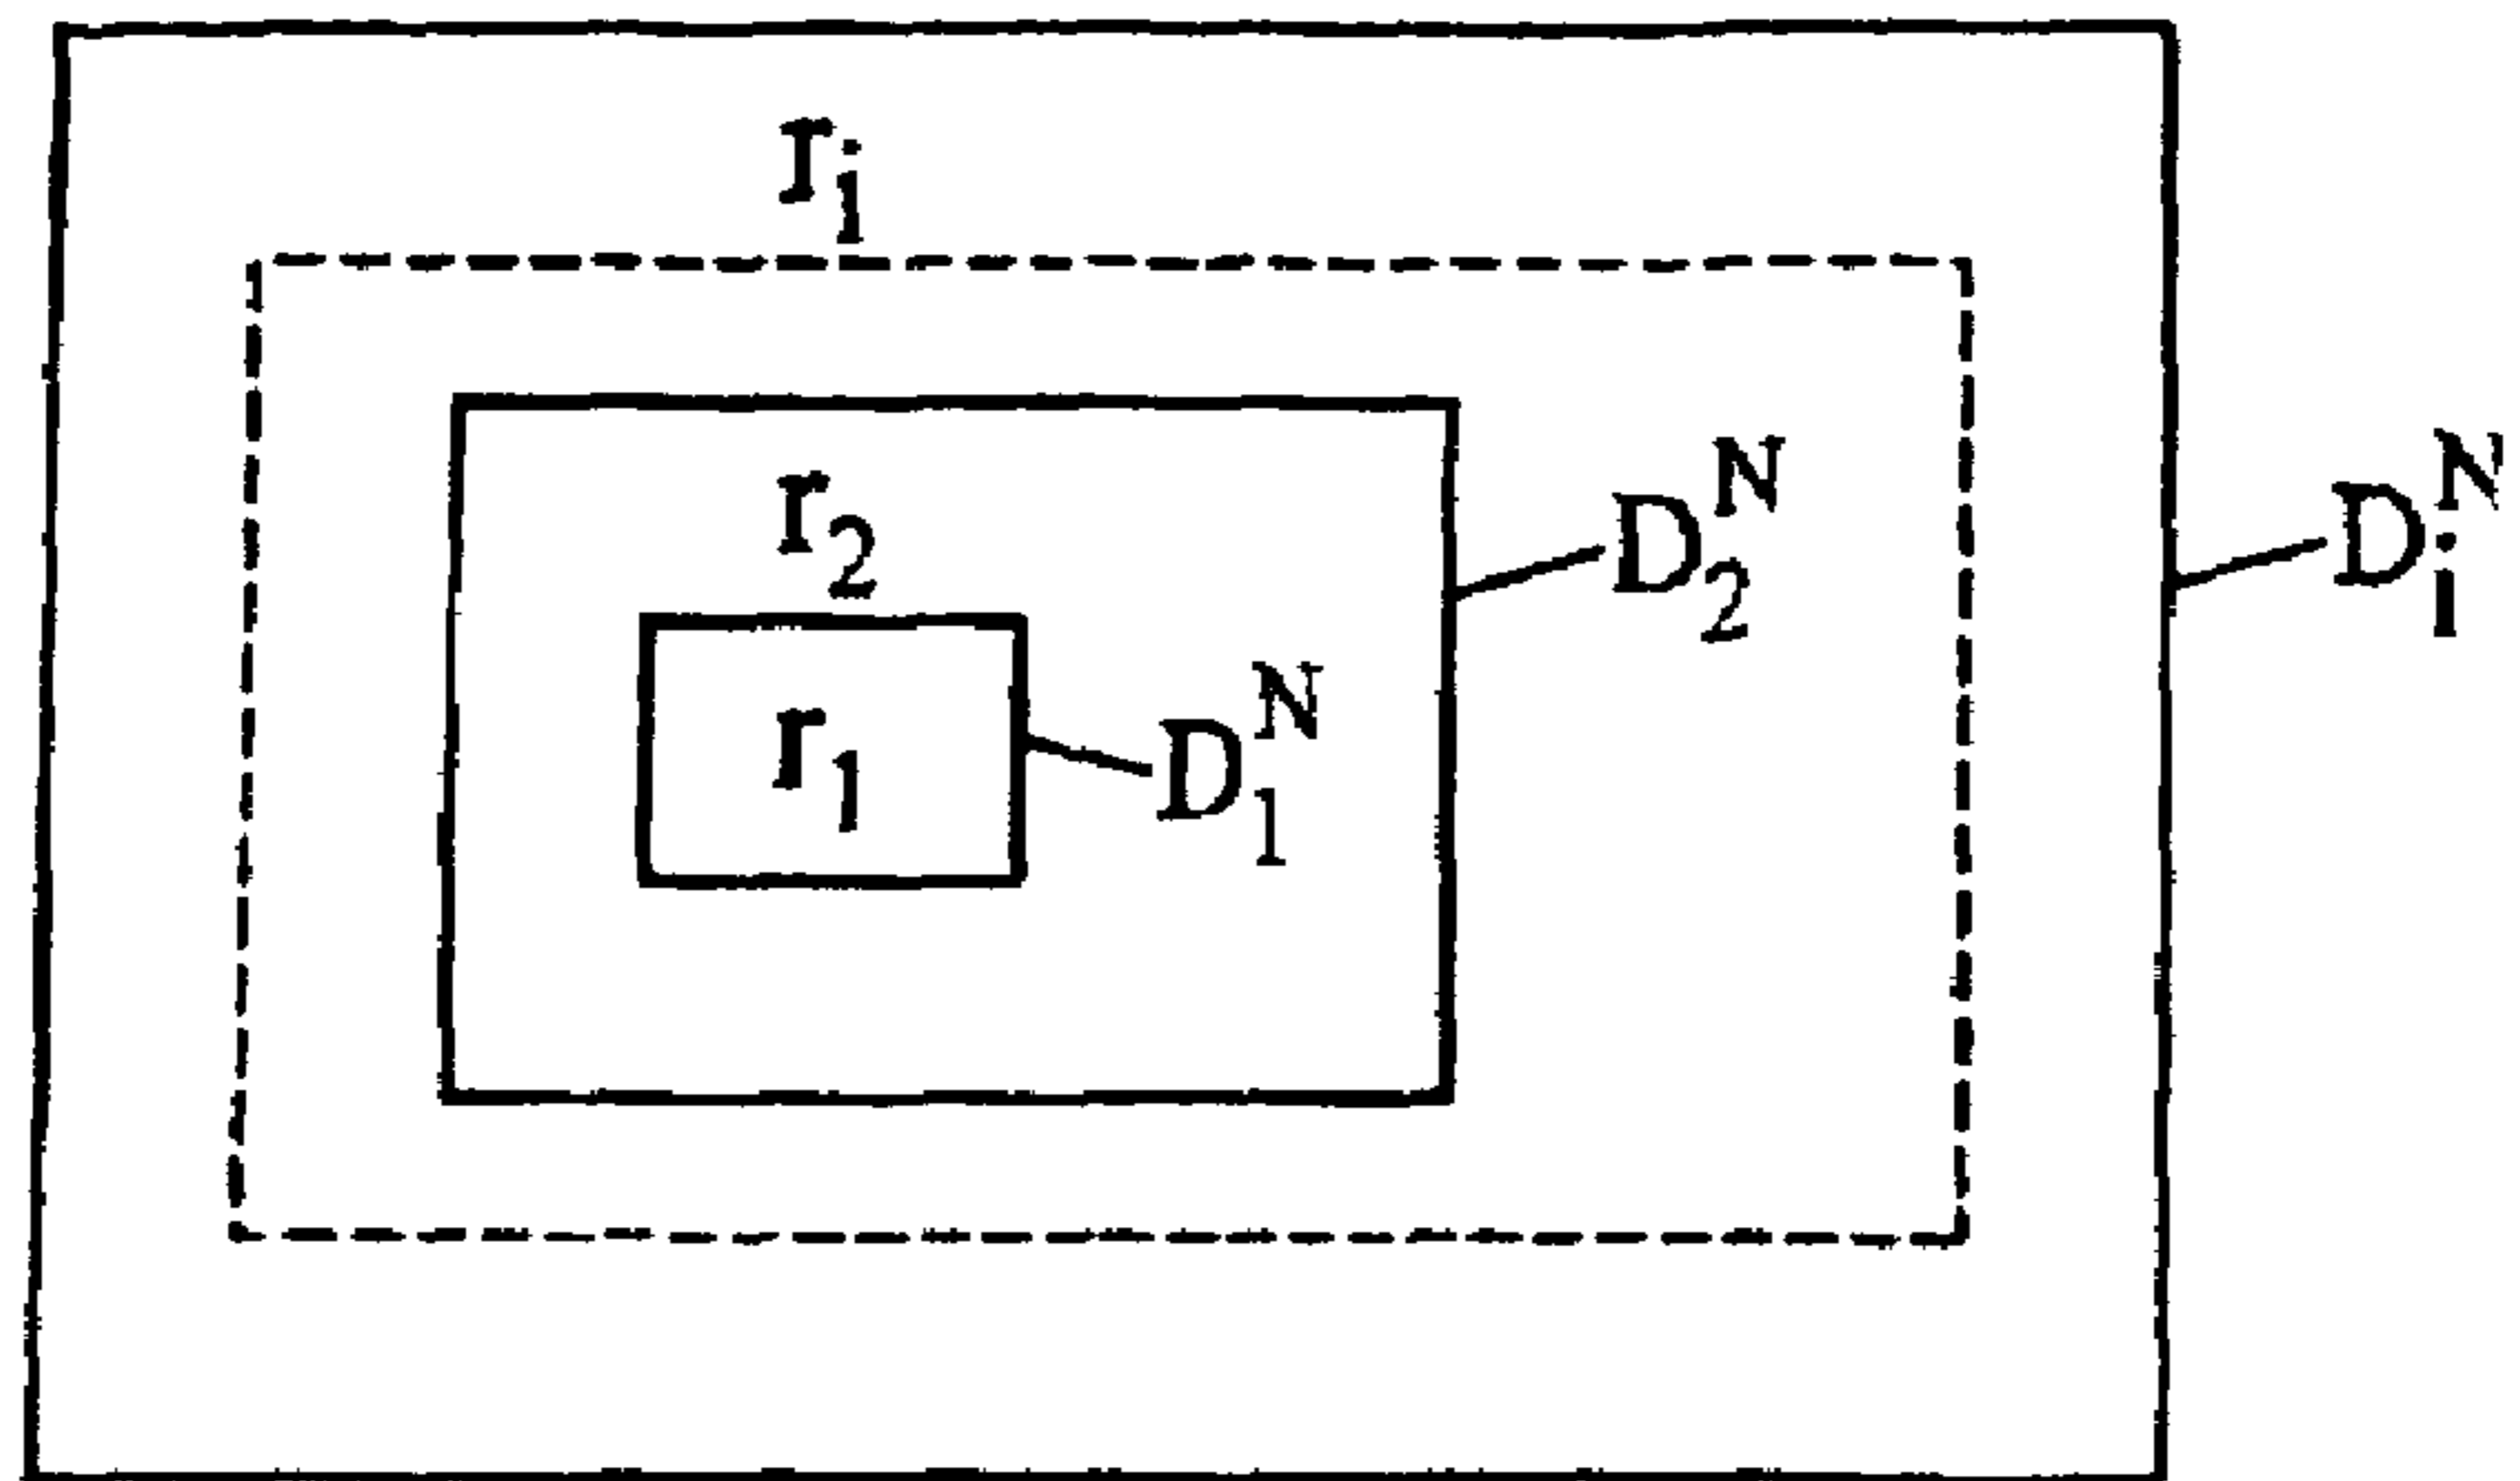 r_i
r_2
D_2^N
D_i^N
r_1
D_1^N